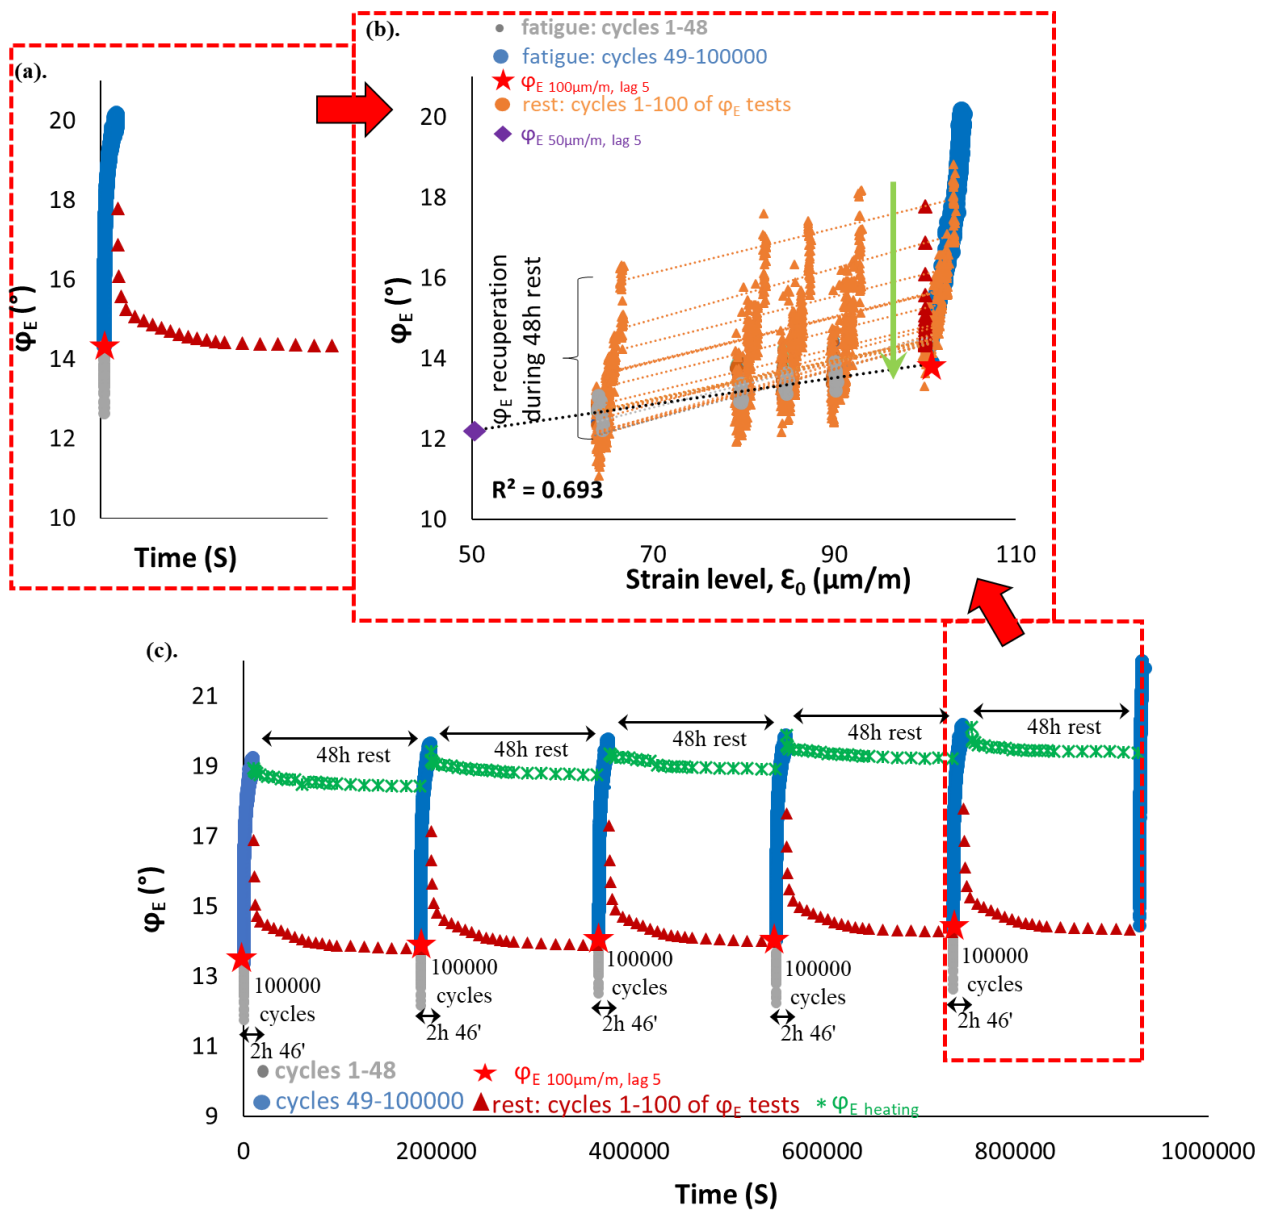 (a).
20
18
16
14
12
10
φE (°)
Time (S)
(b).
fatigue: cycles 1-48
fatigue: cycles 49-100000
φE 100µm/m, lag 5
rest: cycles 1-100 of φE tests
φE 50µm/m, lag 5
20
18
16
14
12
10
φE (°)
φE recuperation
during 48h rest
R² = 0.693
50
70
90
110
Strain level, Ɛ0 (µm/m)
(c).
21
19
17
15
13
11
9
φE (°)
48h rest
48h rest
48h rest
48h rest
48h rest
100000
cycles
2h 46'
100000
cycles
2h 46'
100000
cycles
2h 46'
100000
cycles
2h 46'
100000
cycles
2h 46'
cycles 1-48
φE 100µm/m, lag 5
cycles 49-100000
rest: cycles 1-100 of φE tests
φE heating
0
200000
400000
600000
800000
1000000
Time (S)